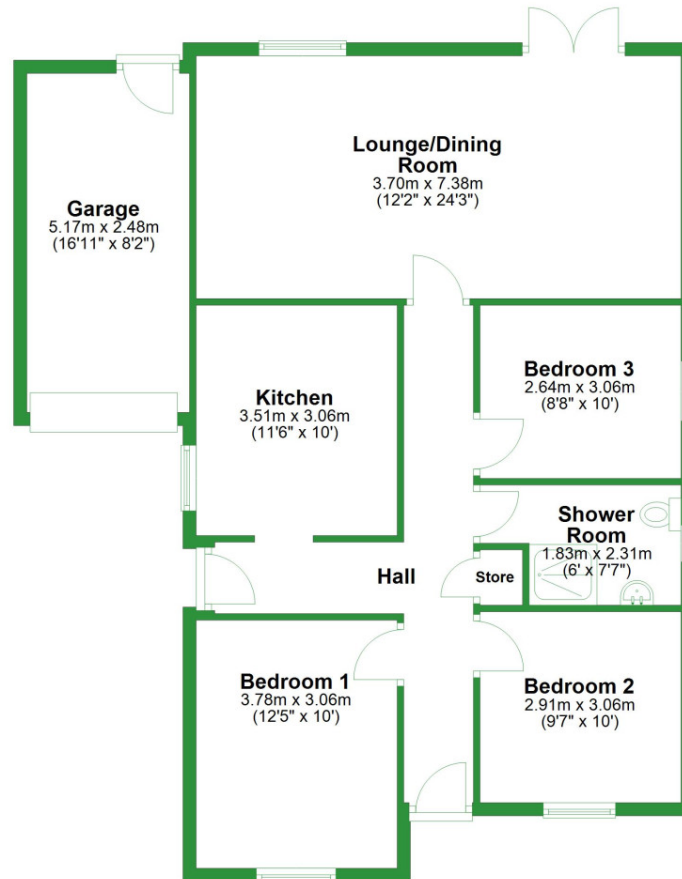 Lounge/Dining
Room
3.70m x 7.38m
(12'2" x 24'3")
Garage
5.17m x 2.48m
(16'11" x 8'2")
Kitchen
3.51m x 3.06m
(11'6" x 10')
Bedroom 3
2.64m x 3.06m
(8'8" x 10')
Shower
Room
1.83m x 2.31m
(6' x 7'7")
Hall
Store
Bedroom 1
3.78m x 3.06m
(12'5" x 10')
Bedroom 2
2.91m x 3.06m
(9'7" x 10')